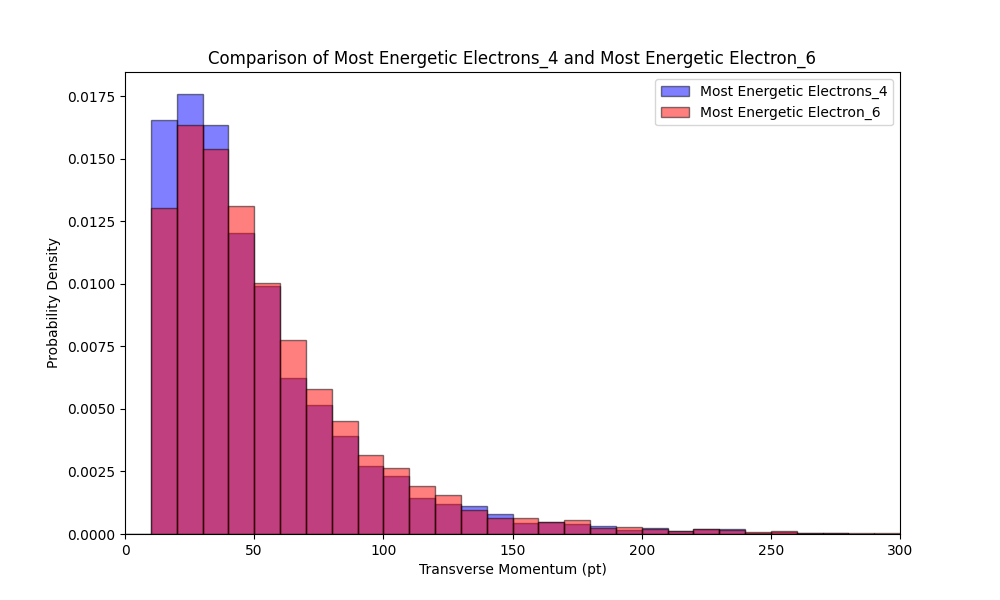 Comparison of Most Energetic Electrons_4 and Most Energetic Electron_6
Most Energetic Electrons_4
Most Energetic Electron_6
Probability Density
0.0175
0.0150
0.0125
0.0100
0.0075
0.0050
0.0025
0.0000
0 50 100 150 200 250 300
Transverse Momentum (pt)